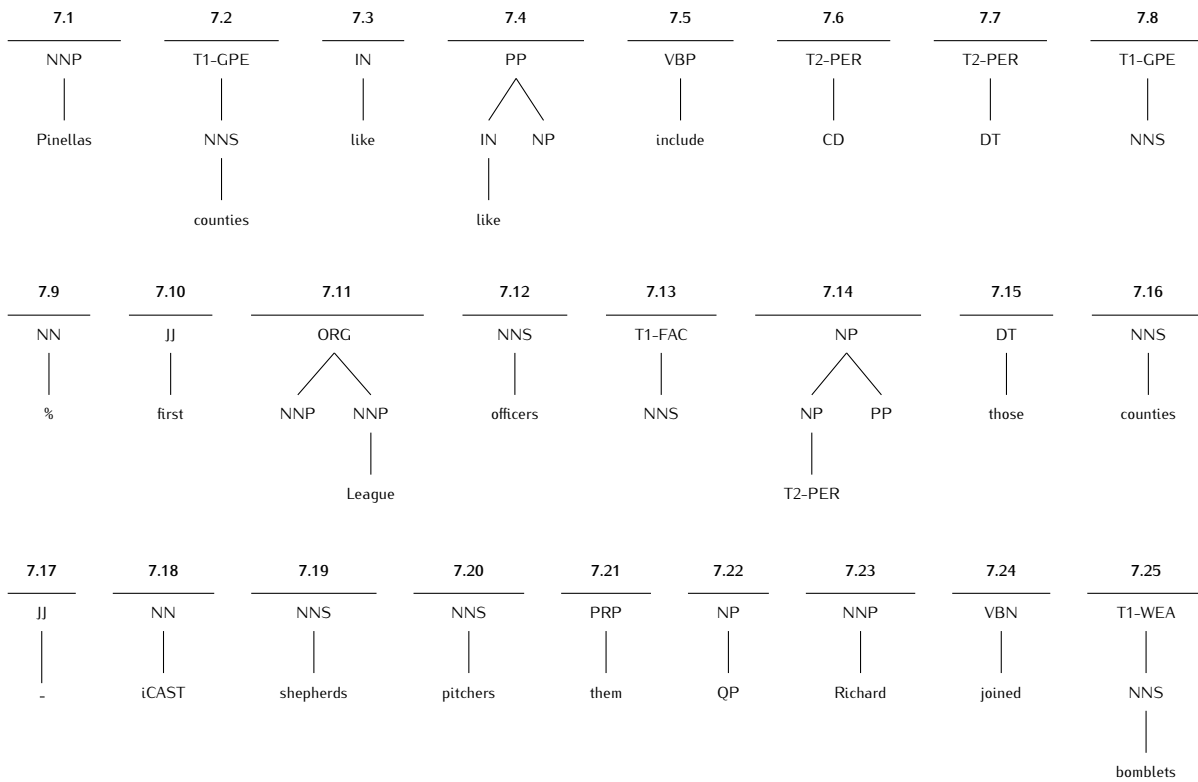 7.1 7.2 7.3 7.4 7.5 7.6 7.7 7.8
NNP T1-GPE IN PP VBP T2-PER T2-PER T1-GPE
Pinellas NNS like IN NP include CD DT NNS
counties like
7.9 7.10 7.11 7.12 7.13 7.14 7.15 7.16
NN JJ ORG NNS T1-FAC NP DT NNS
% first NNP NNP officers NNS NP PP those counties
League T2-PER
7.17 7.18 7.19 7.20 7.21 7.22 7.23 7.24 7.25
JJ NN NNS NNS PRP NP NNP VBN T1-WEA
- iCAST shepherds pitchers them QP Richard joined NNS
bomblets